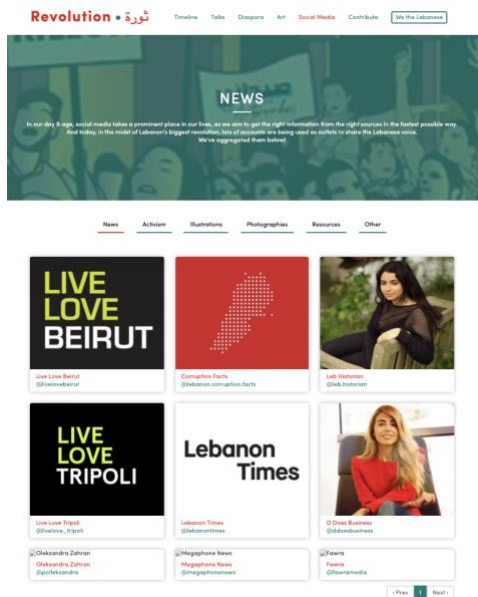 Revolution • ثورة
Timeline
Talks
Diaspora
Art
Social Media
Contribute
We the Lebanese
NEWS
In our day & age, social media takes a prominent place in our lives, as we aim to get the right information from the right sources in the fastest possible way.
And today, in the midst of Lebanon's biggest revolution, lots of accounts are being used as outlets to share the Lebanese voice.
We've aggregated them below!
News
Activism
Illustrations
Photographies
Resources
Other
LIVE
LOVE
BEIRUT
Live Love Beirut
@livelovebeirut
Corruption Facts
@lebanon.corruption.facts
Leb Historian
@leb.historian
LIVE
LOVE
TRIPOLI
Live Love Tripoli
@livelove_tripoli
Lebanon
Times
Lebanon Times
@lebanontimes
D Does Business
@ddoesbusiness
Oleksandra Zahran
Oleksandra Zahran
@polleksandra
Megaphone News
Megaphone News
@megaphonenews
Fawra
Fawra
@fawramedia
‹ Prev
1
Next ›